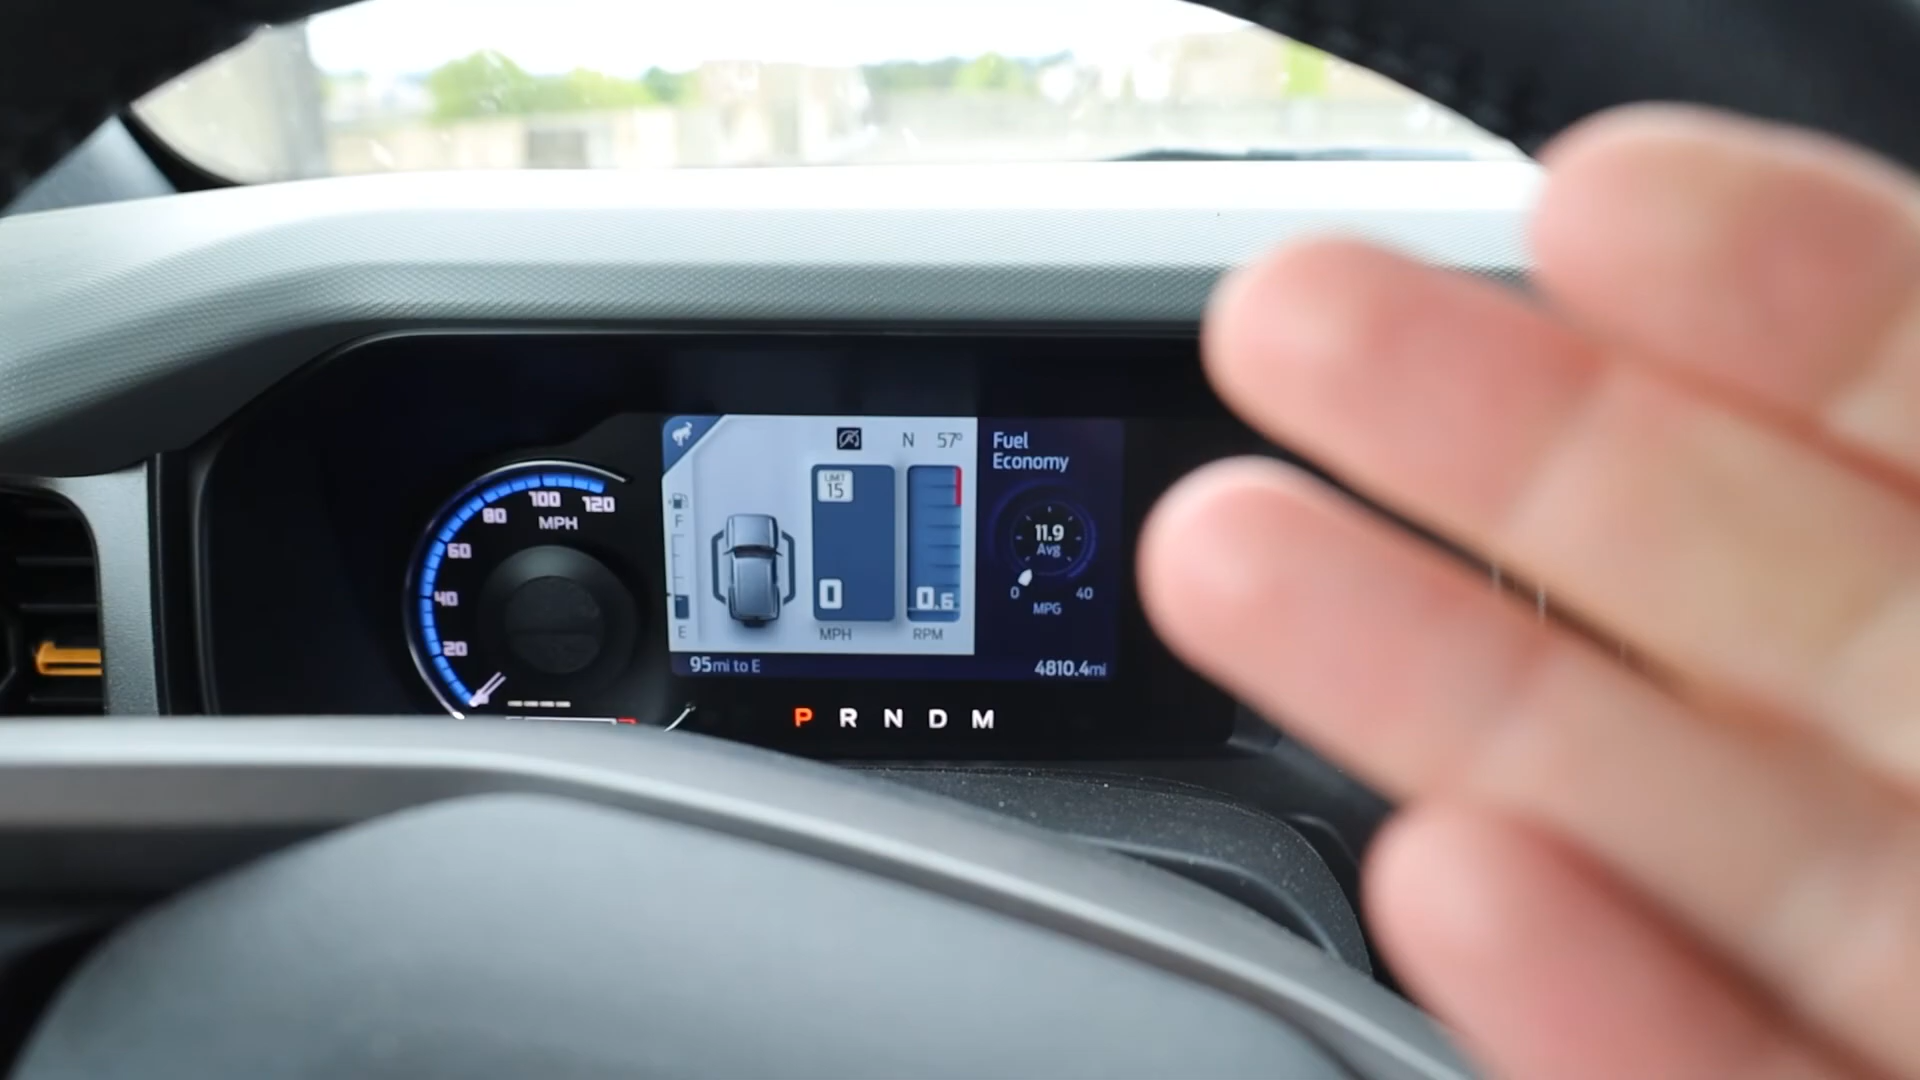 100
80
120
MPH
60
40
20
N 57°
LIMIT
15
F
E
0
0.6
MPH
RPM
Fuel
Economy
11.9
Avg
0
40
MPG
95mi to E
4810.4mi
P R N D M